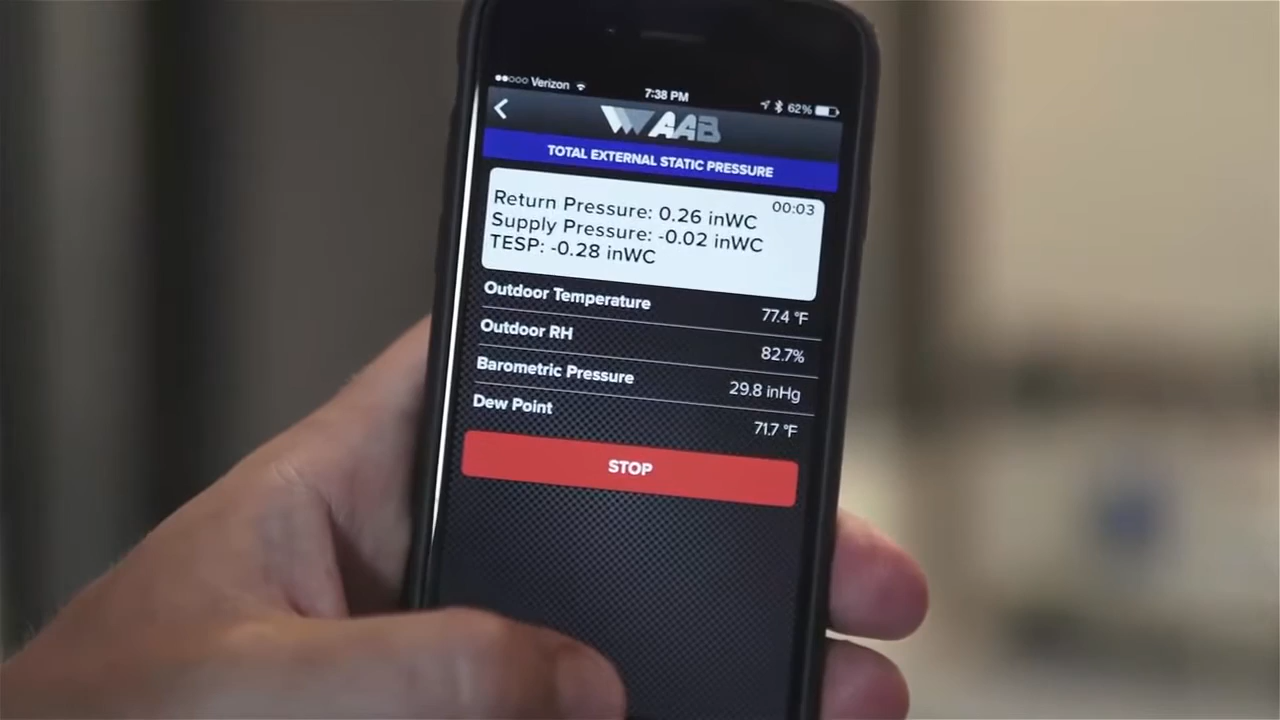 Verizon 7:38 PM 62%
AAB
TOTAL EXTERNAL STATIC PRESSURE
00:03
Return Pressure: 0.26 inWC
Supply Pressure: -0.02 inWC
TESP: -0.28 inWC
Outdoor Temperature 77.4 °F
Outdoor RH 82.7%
Barometric Pressure 29.8 inHg
Dew Point 71.7 °F
STOP